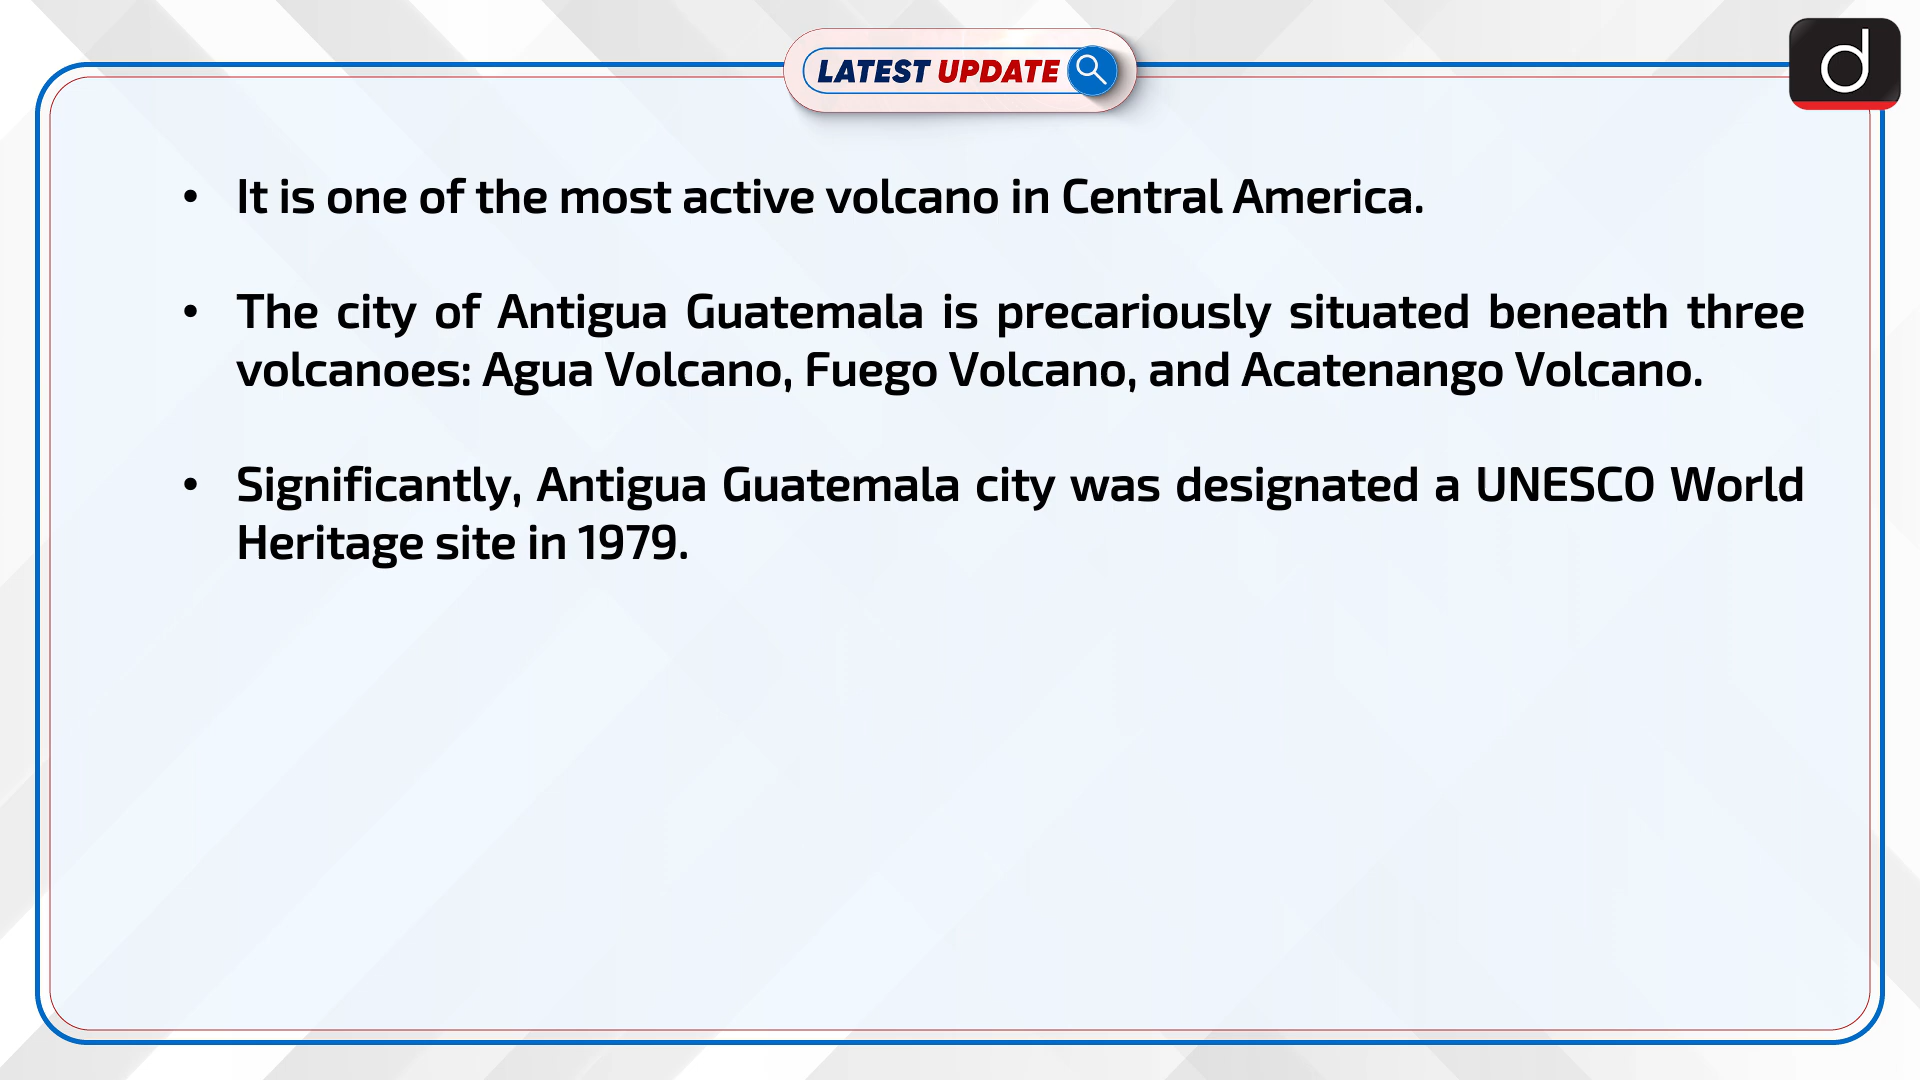 LATEST UPDATE
d
• It is one of the most active volcano in Central America.
• The city of Antigua Guatemala is precariously situated beneath three
volcanoes: Agua Volcano, Fuego Volcano, and Acatenango Volcano.
• Significantly, Antigua Guatemala city was designated a UNESCO World
Heritage site in 1979.